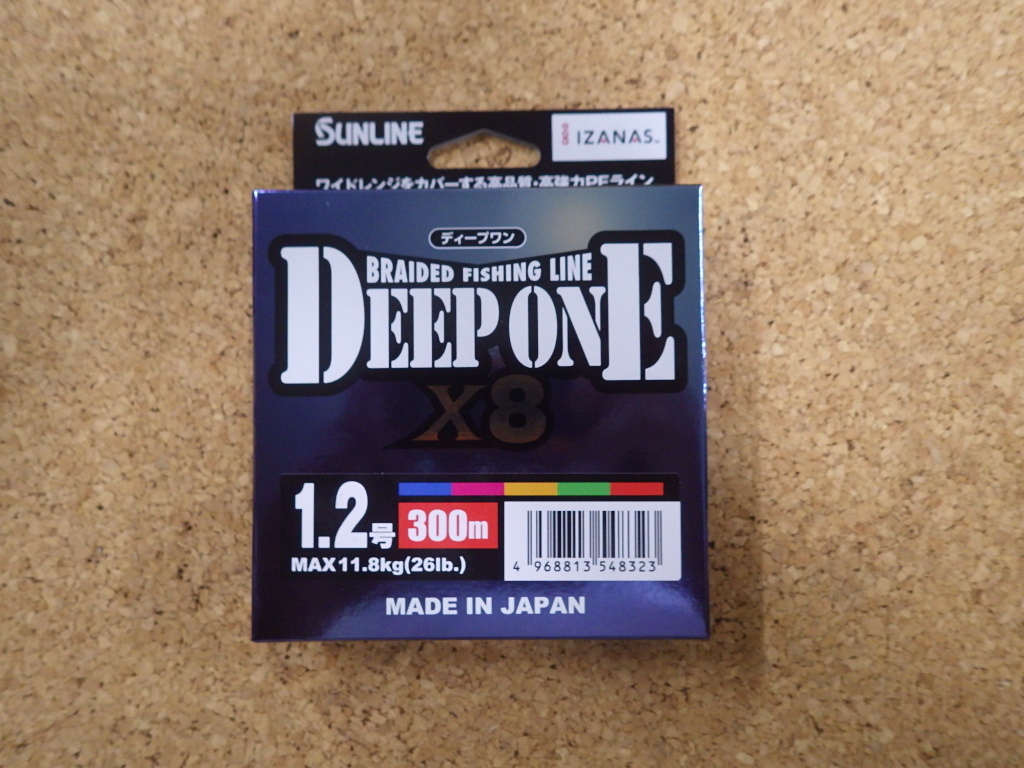 SUNLINE
IZANAS
ワイドレンジをカバーする高品質・高強力PEライン
ディープワン
BRAIDED FISHING LINE
DEEP ONE
X8
1.2号
300m
MAX11.8kg(26lb.)
4 968813 548323
MADE IN JAPAN